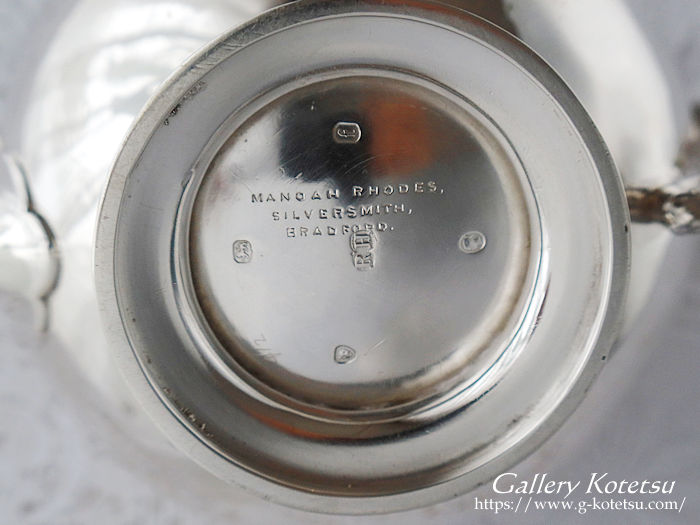 MANOAH RHODES,
SILVERSMITH,
BRADFORD.
RH
Gallery Kotetsu
https://www.g-kotetsu.com/